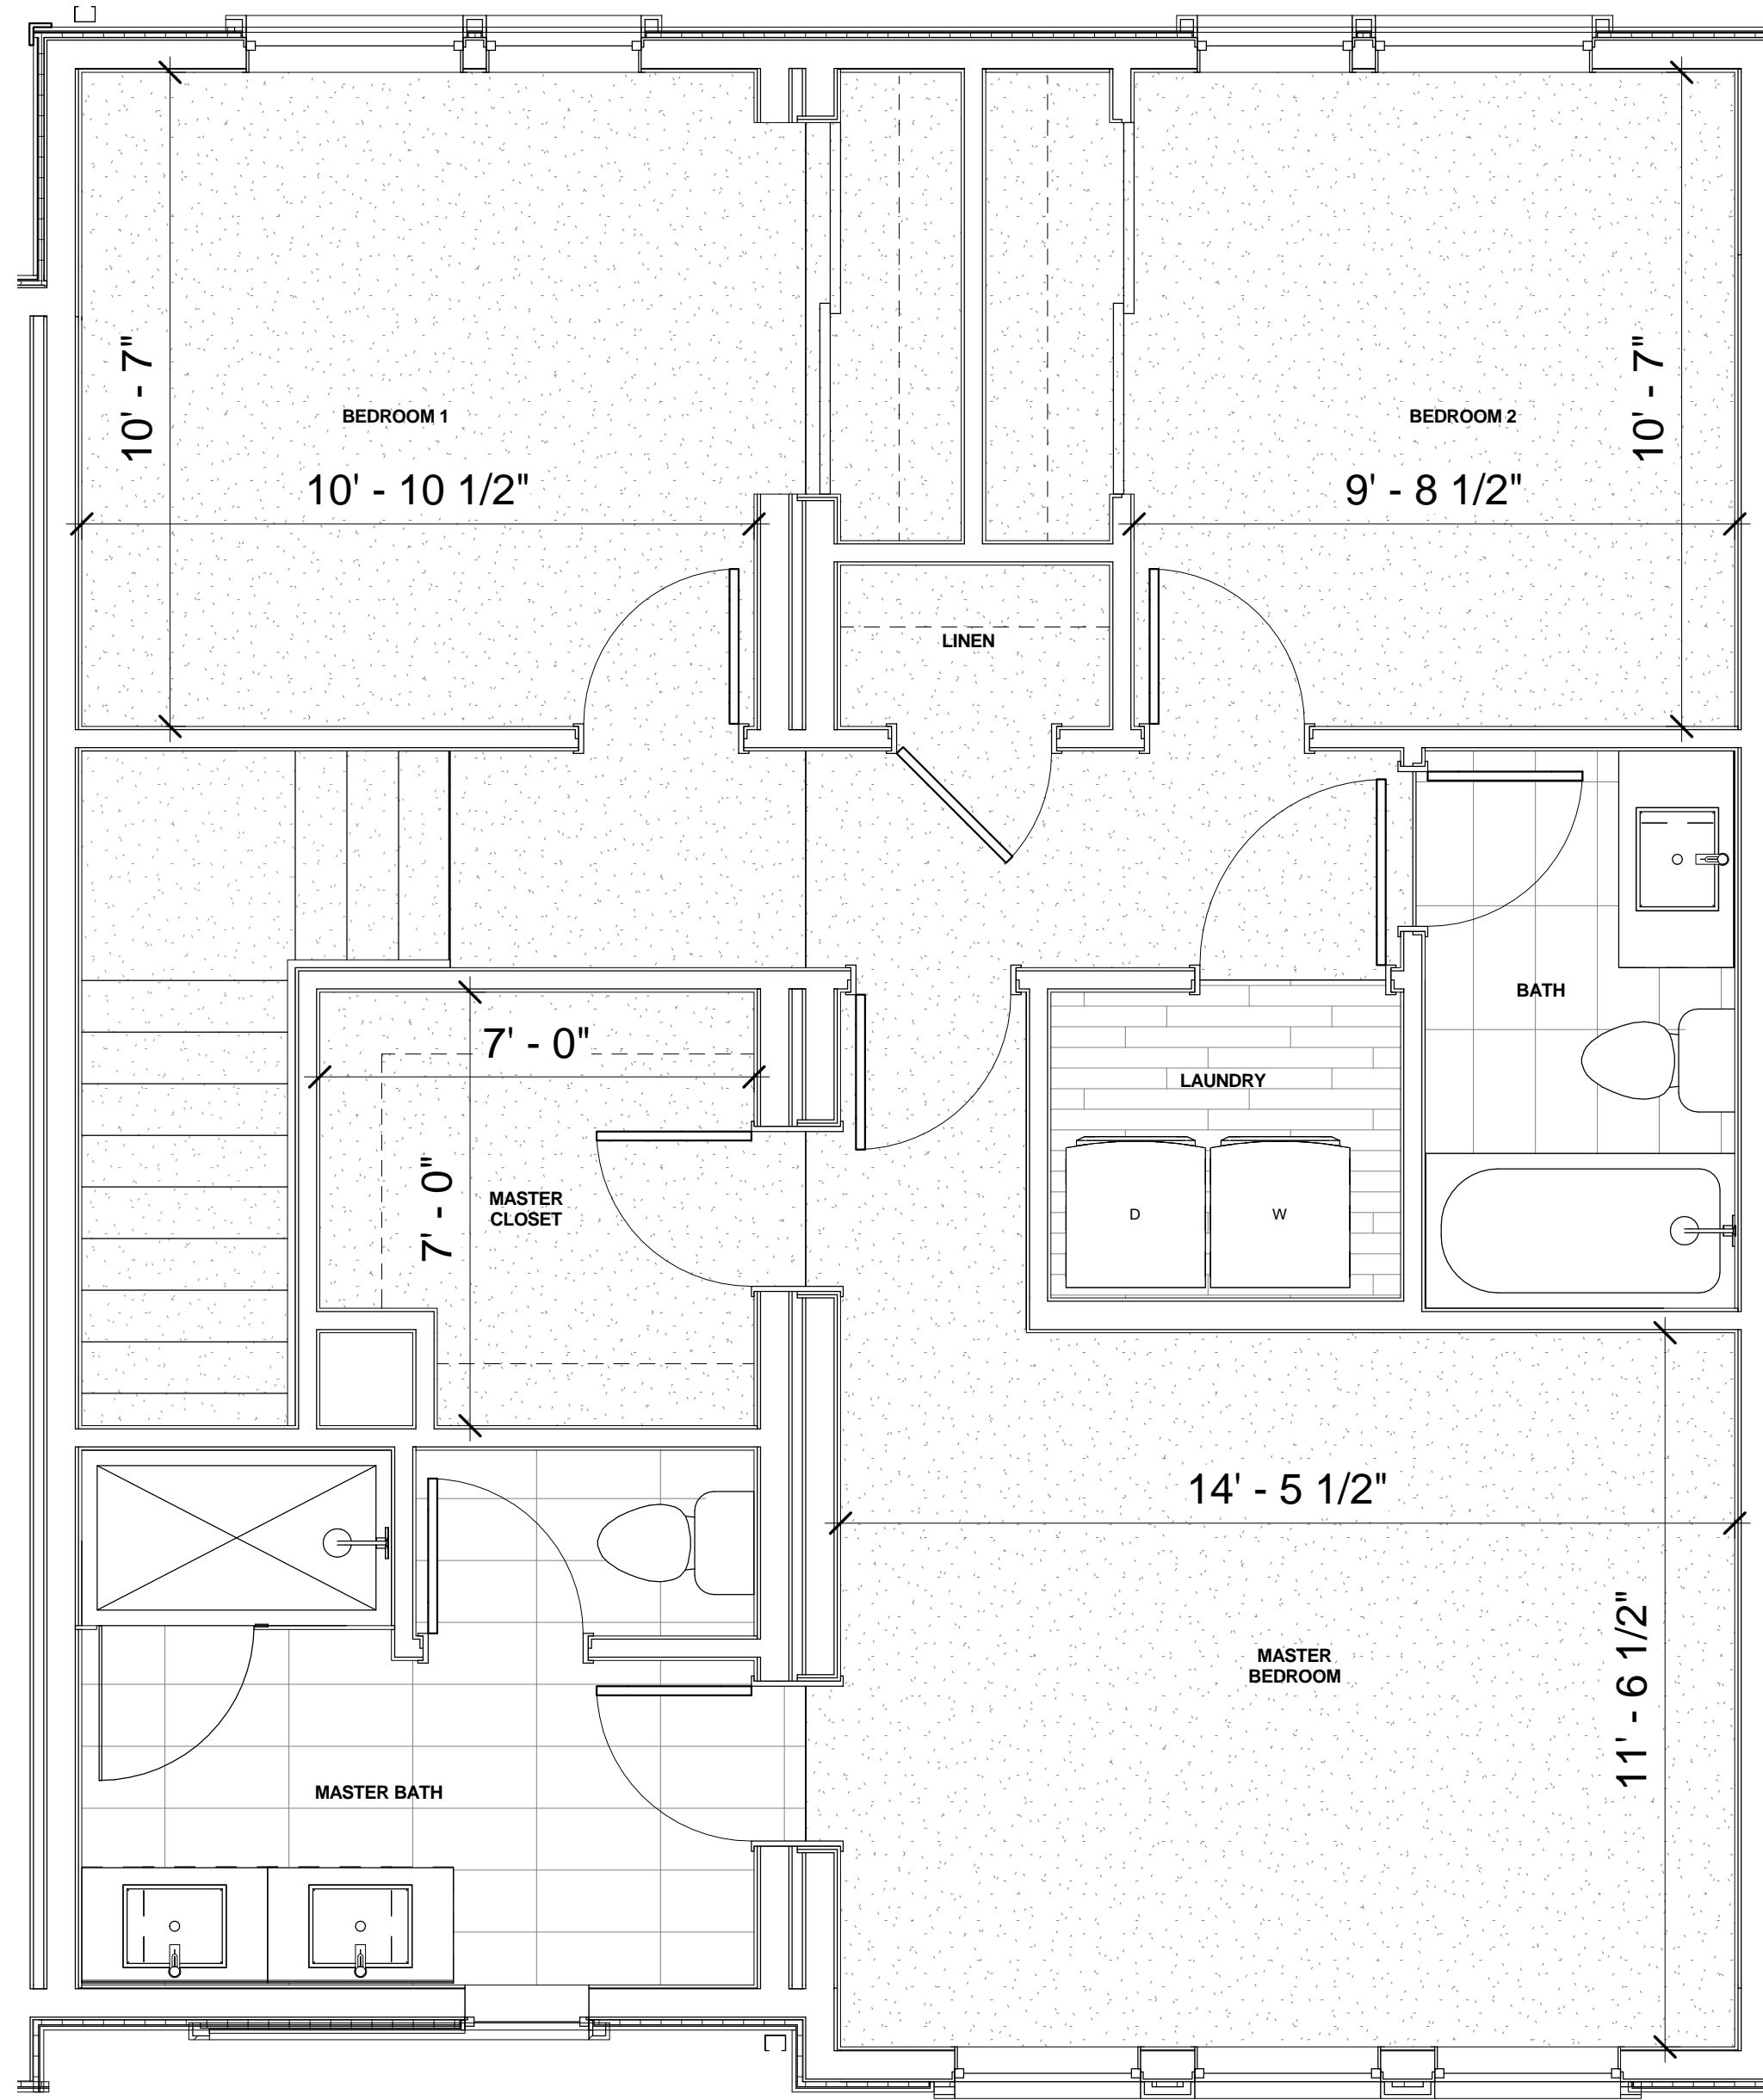 10' - 7"
BEDROOM 1
10' - 10 1/2"
BEDROOM 2
10' - 7"
9' - 8 1/2"
LINEN
BATH
7' - 0"
LAUNDRY
7' - 0"
MASTER
CLOSET
D
W
14' - 5 1/2"
MASTER
BEDROOM
11' - 6 1/2"
MASTER BATH